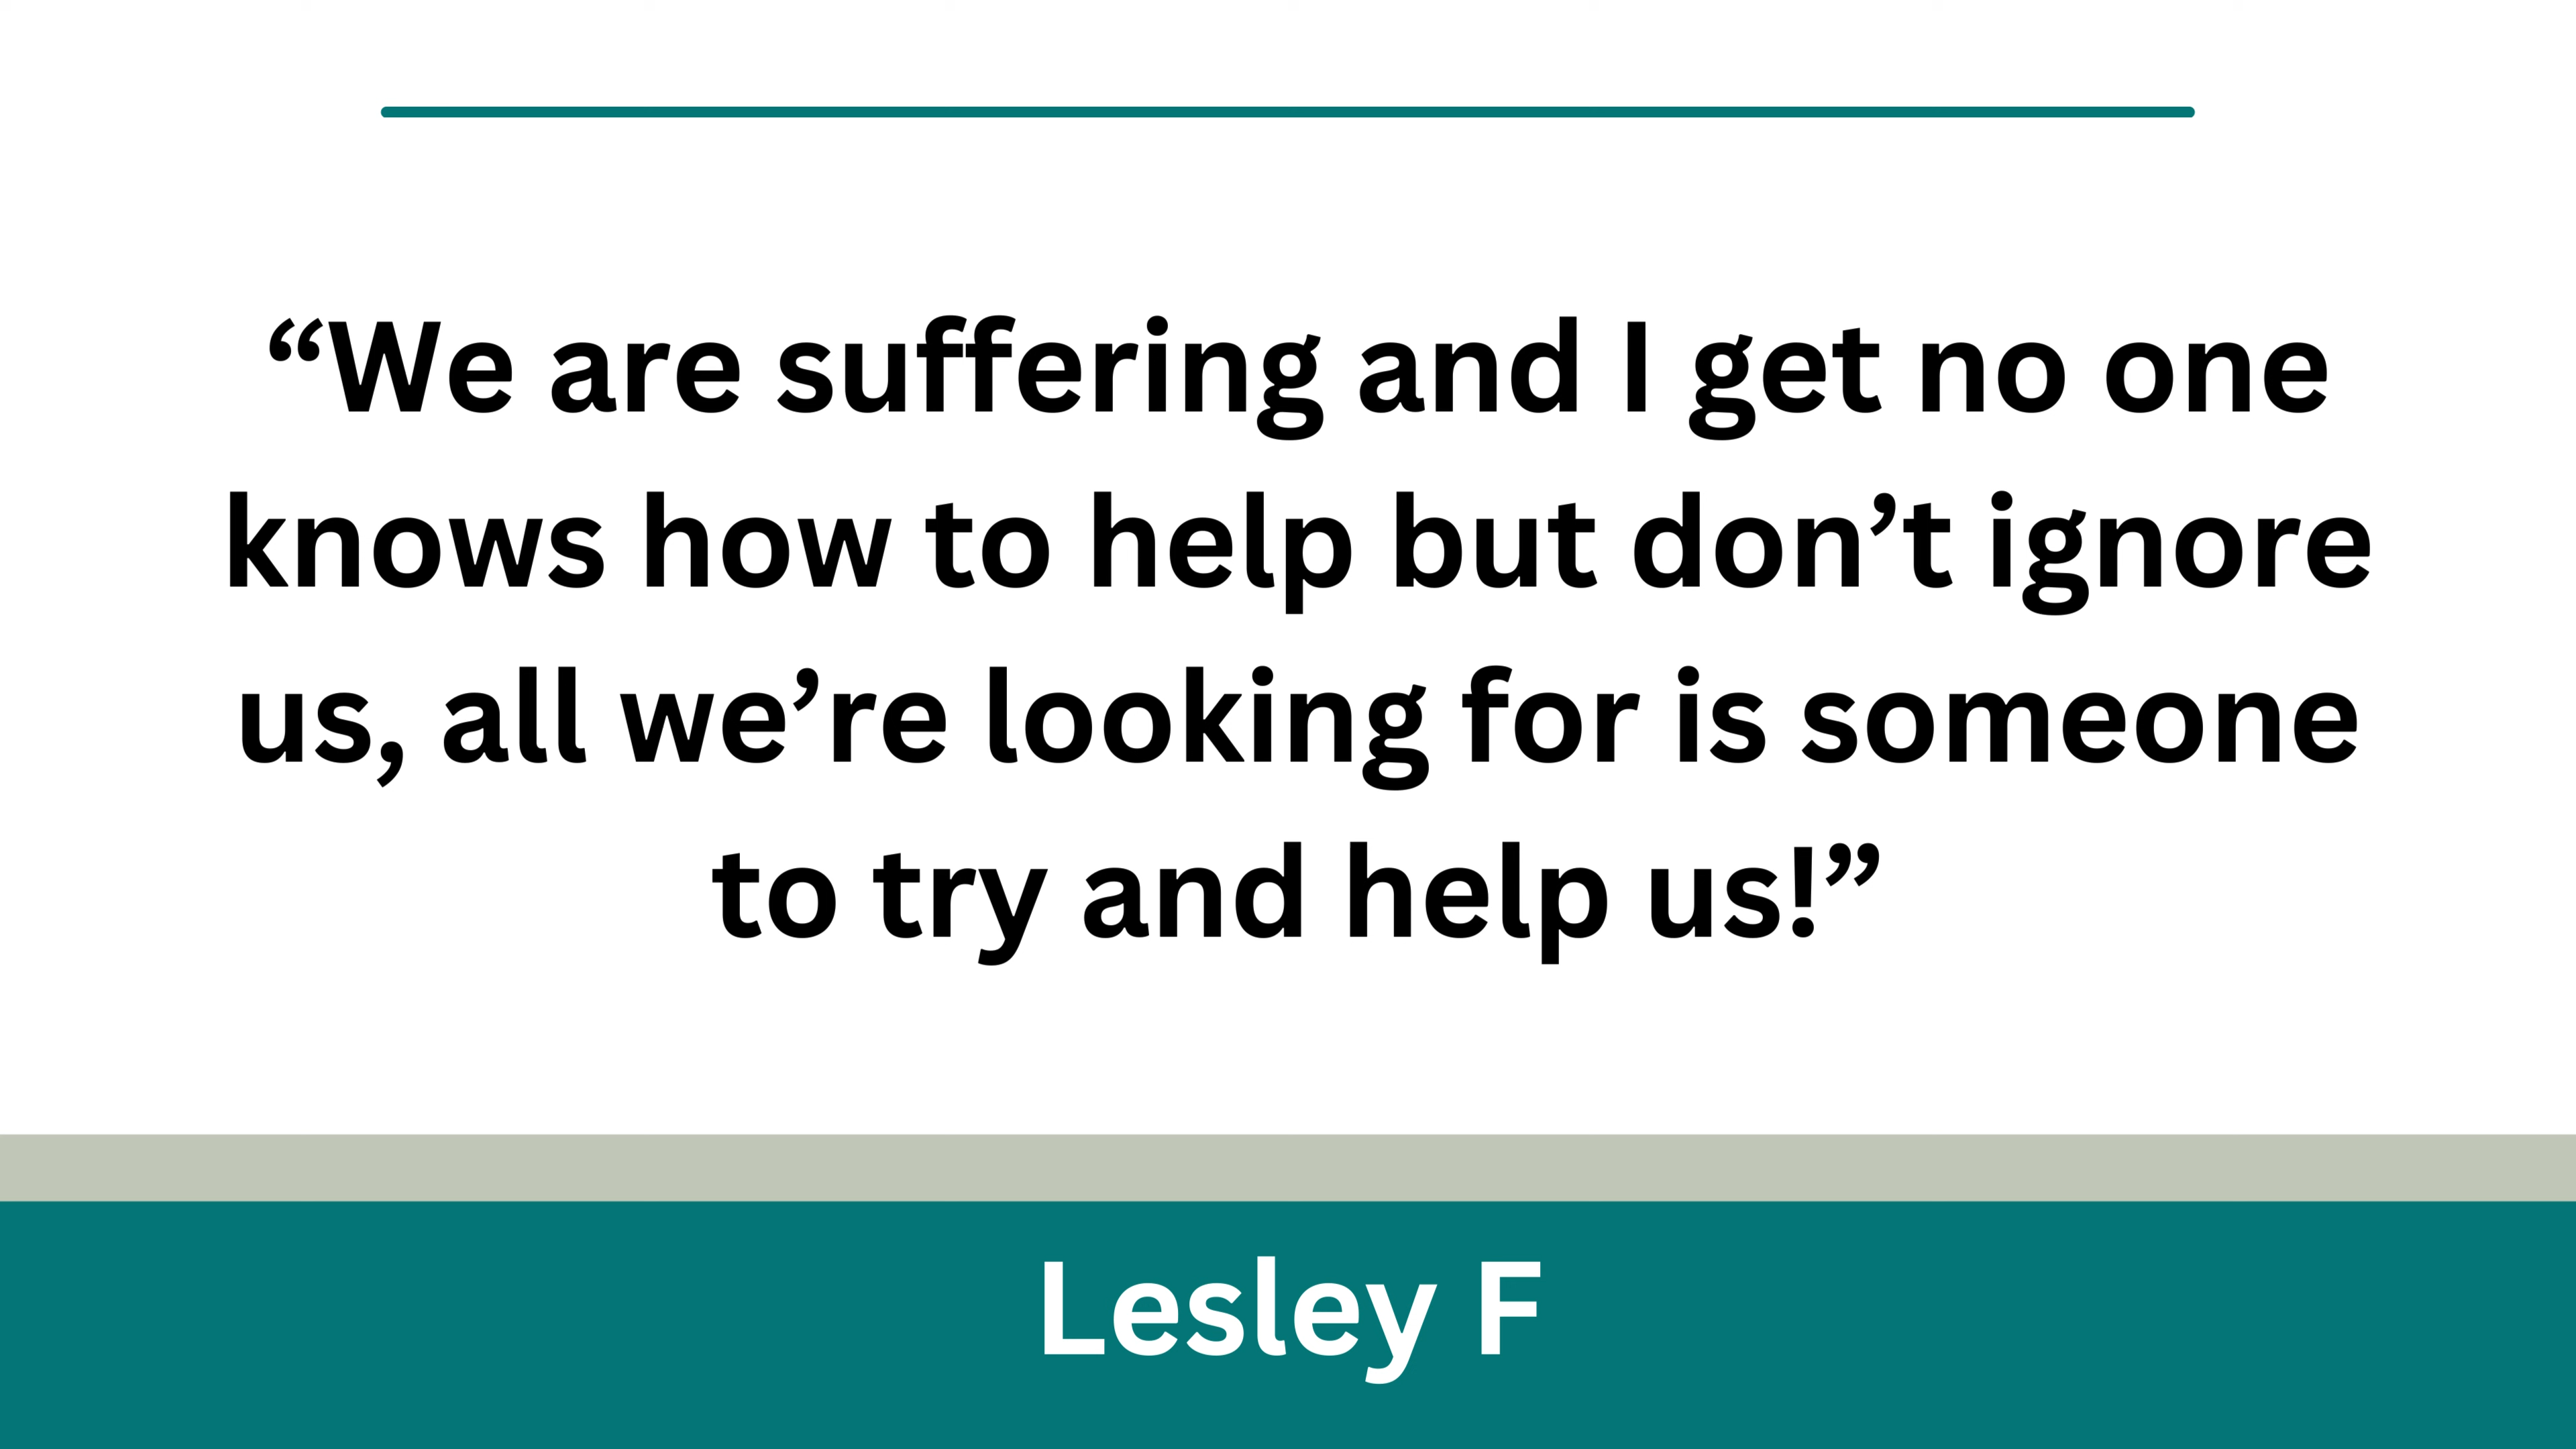 “We are suffering and I get no one
knows how to help but don’t ignore
us, all we’re looking for is someone
to try and help us!”
Lesley F